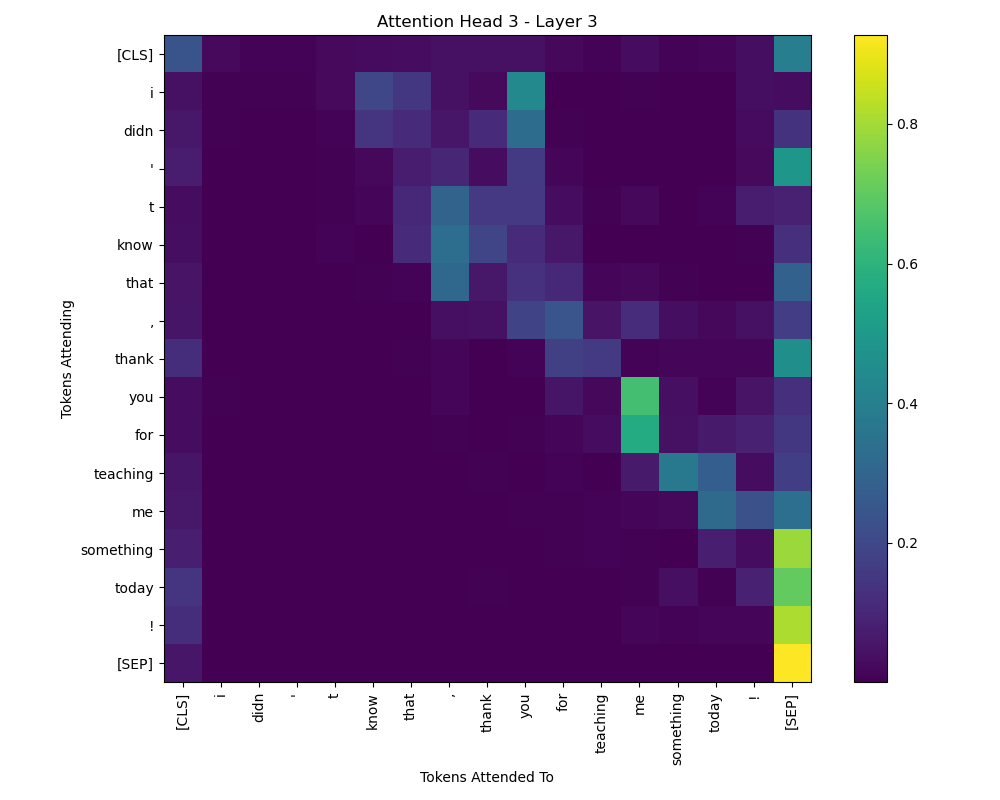 Attention Head 3 - Layer 3
Tokens Attending
[CLS]
i
didn
'
t
know
that
,
thank
you
for
teaching
me
something
today
!
[SEP]
[CLS]
i
didn
'
t
know
that
,
thank
you
for
teaching
me
something
today
!
[SEP]
Tokens Attended To
0.8
0.6
0.4
0.2